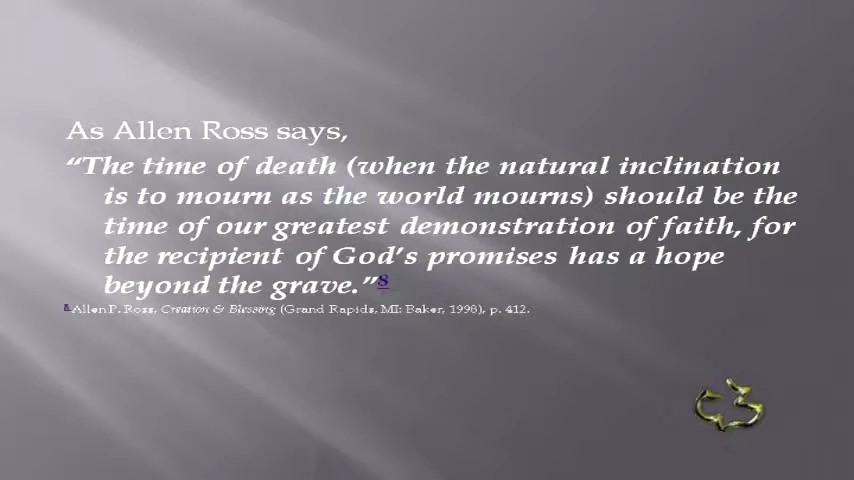 As Allen Ross says,
“The time of death (when the natural inclination
is to mourn as the world mourns) should be the
time of our greatest demonstration of faith, for
the recipient of God’s promises has a hope
beyond the grave.”8
8 Allen P. Ross, Creation & Blessing (Grand Rapids, MI: Baker, 1998), p. 412.